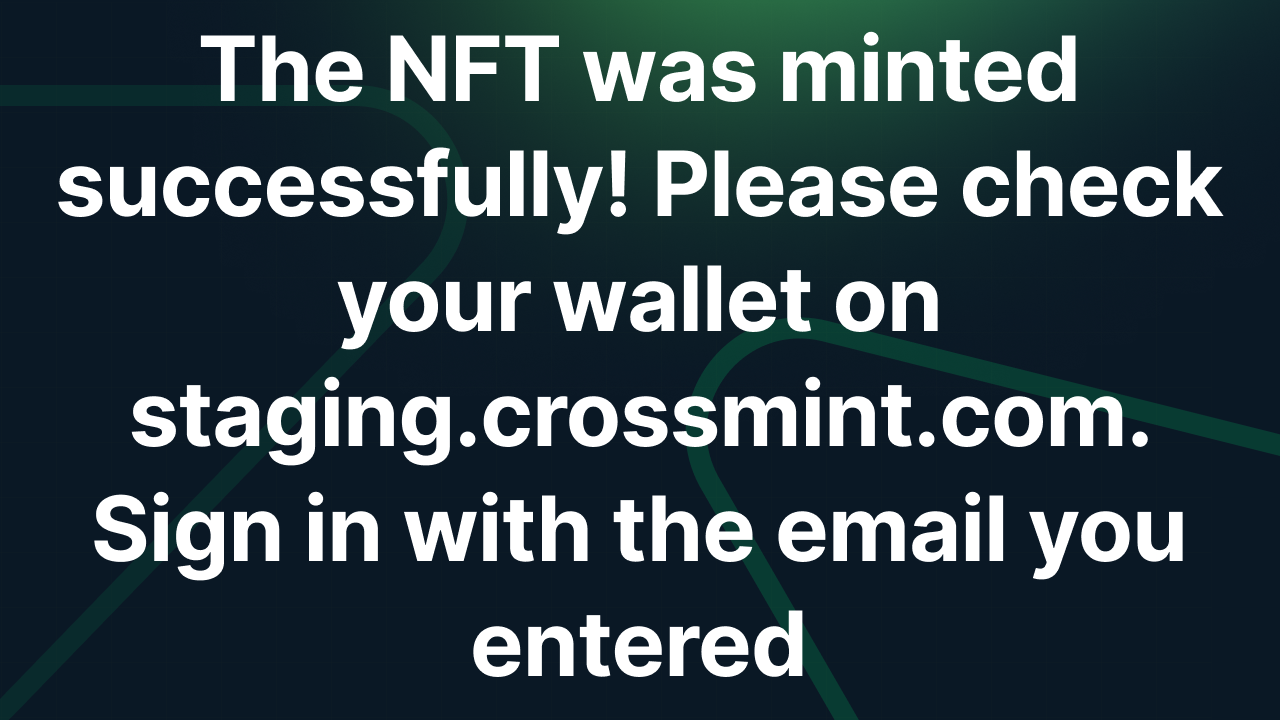 The NFT was minted
successfully! Please check
your wallet on
staging.crossmint.com.
Sign in with the email you
entered